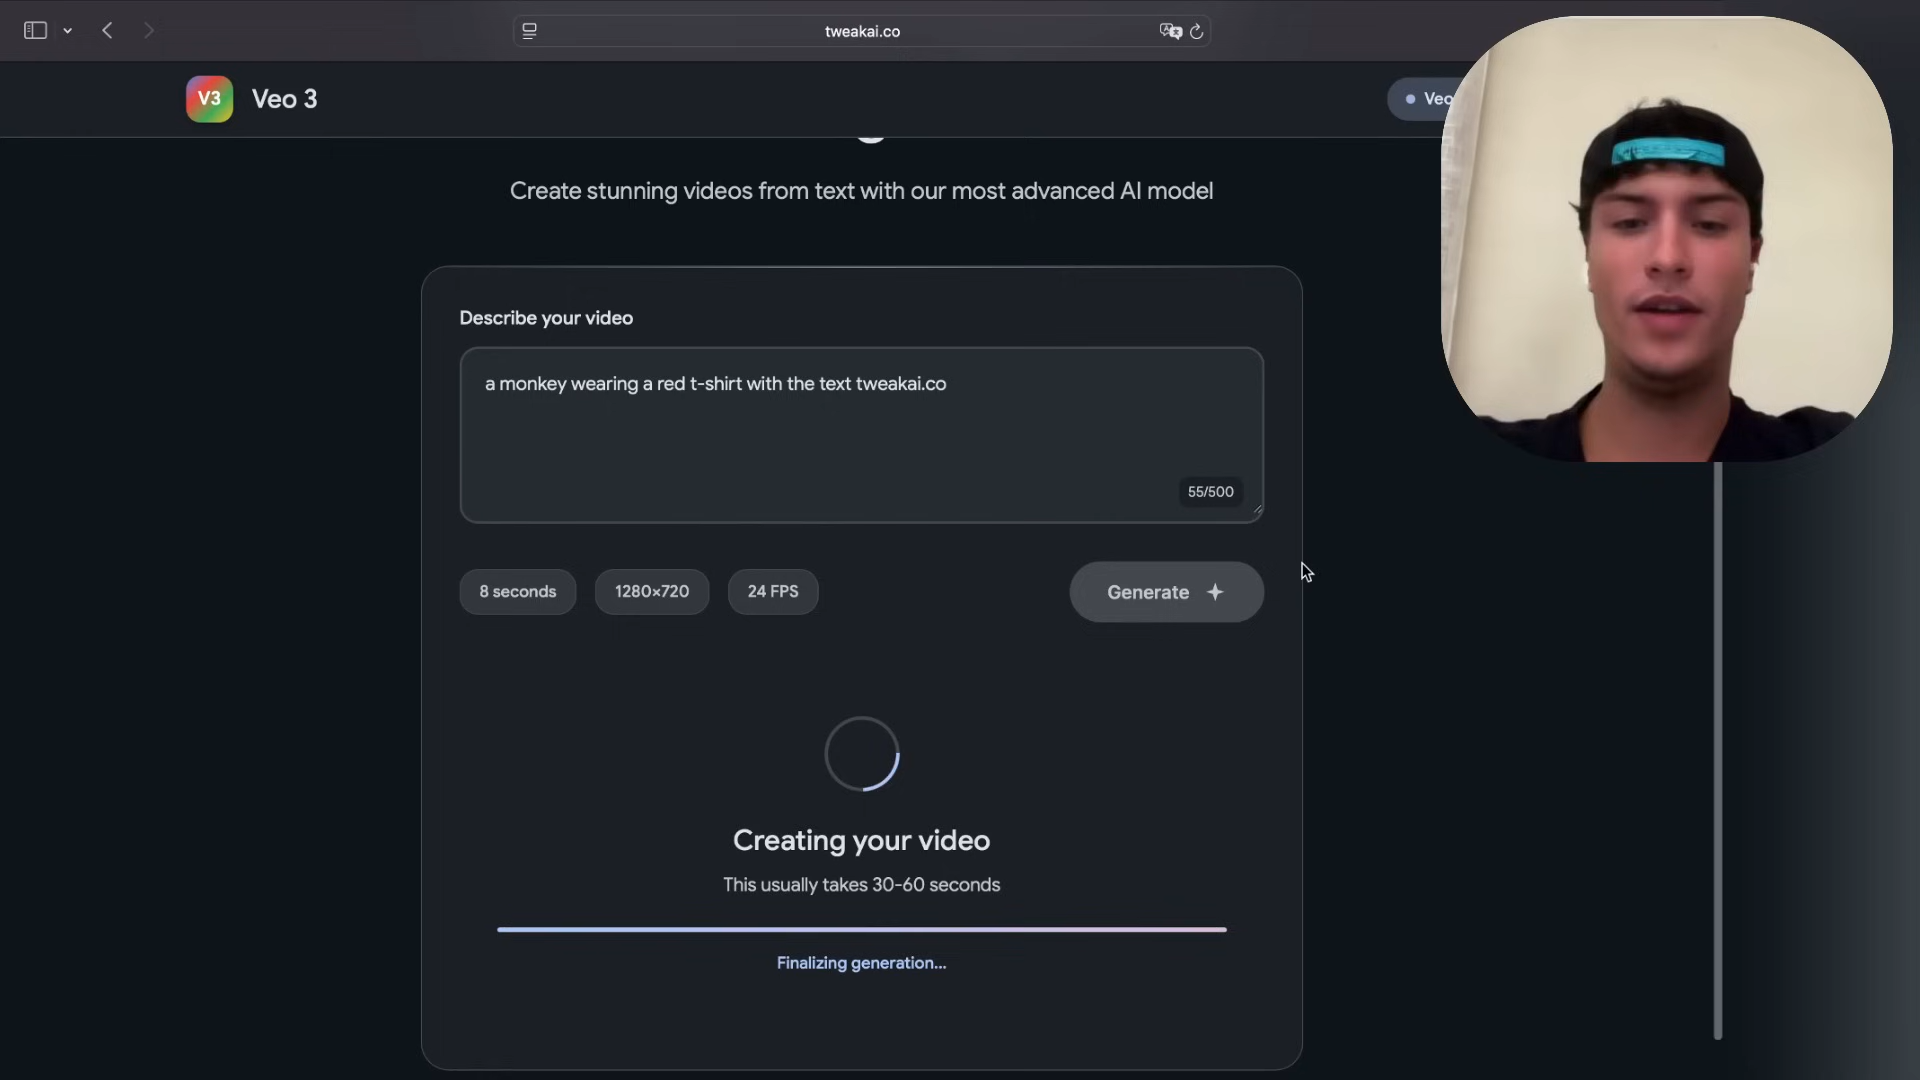 tweakai.co
V3 Veo 3
Veo
Create stunning videos from text with our most advanced AI model
Describe your video
a monkey wearing a red t-shirt with the text tweakai.co
55/500
8 seconds 1280×720 24 FPS Generate
Creating your video
This usually takes 30-60 seconds
Finalizing generation...